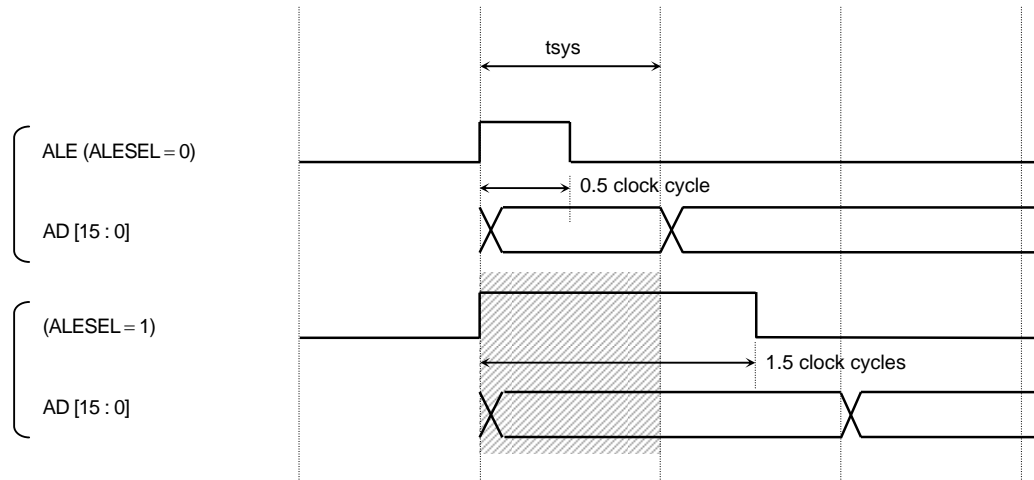 tsys
ALE (ALESEL = 0)
0.5 clock cycle
AD [15 : 0]
(ALESEL = 1)
1.5 clock cycles
AD [15 : 0]